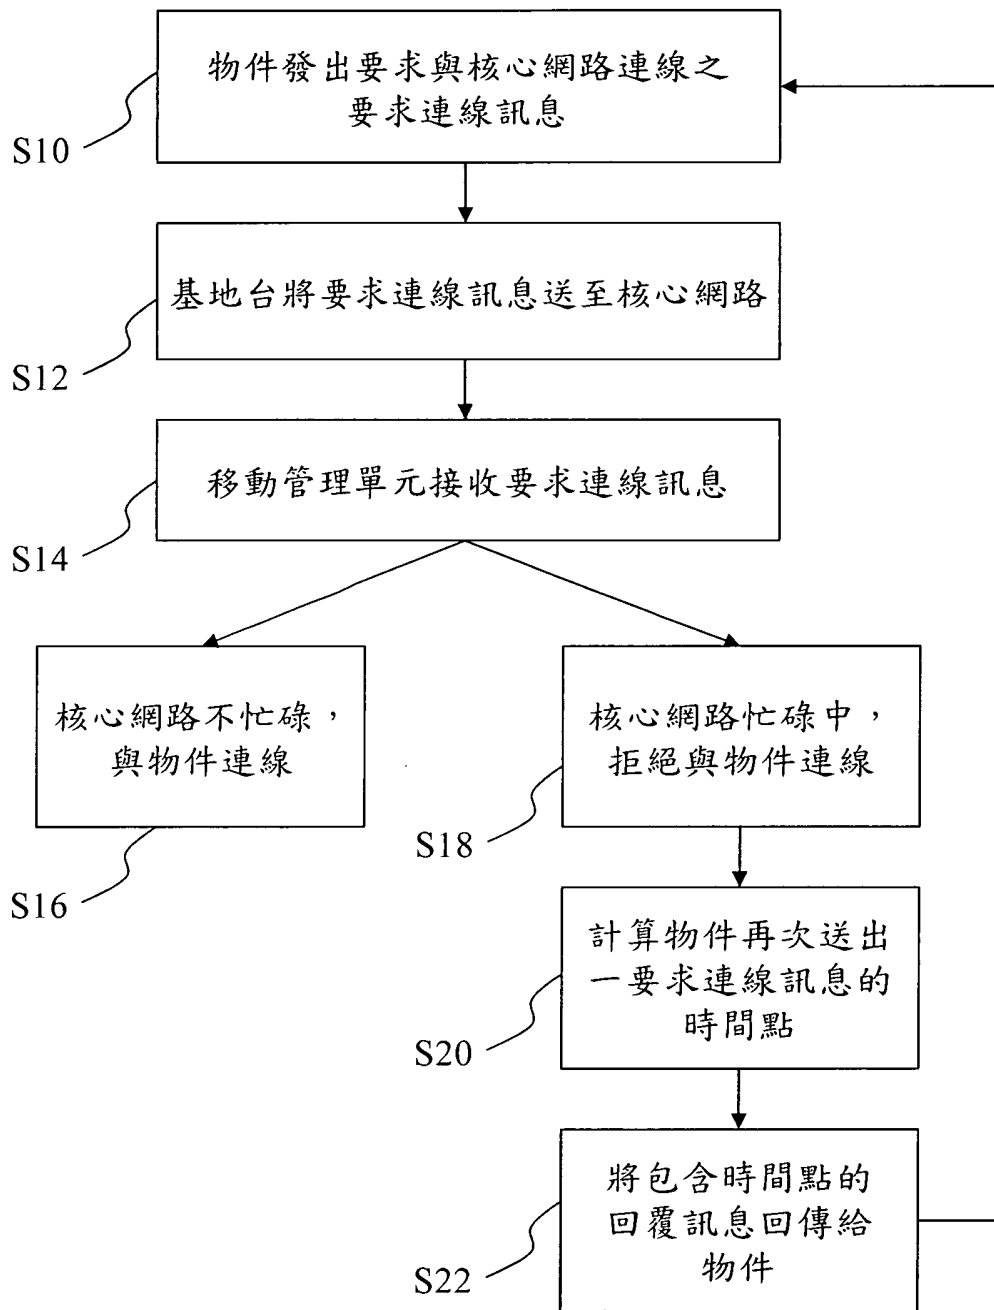 物件發出要求與核心網路連線之
要求連線訊息
S10
基地台將要求連線訊息送至核心網路
S12
移動管理單元接收要求連線訊息
S14
核心網路不忙碌，
與物件連線
S16
核心網路忙碌中，
拒絕與物件連線
S18
計算物件再次送出
一要求連線訊息的
時間點
S20
將包含時間點的
回覆訊息回傳給
物件
S22